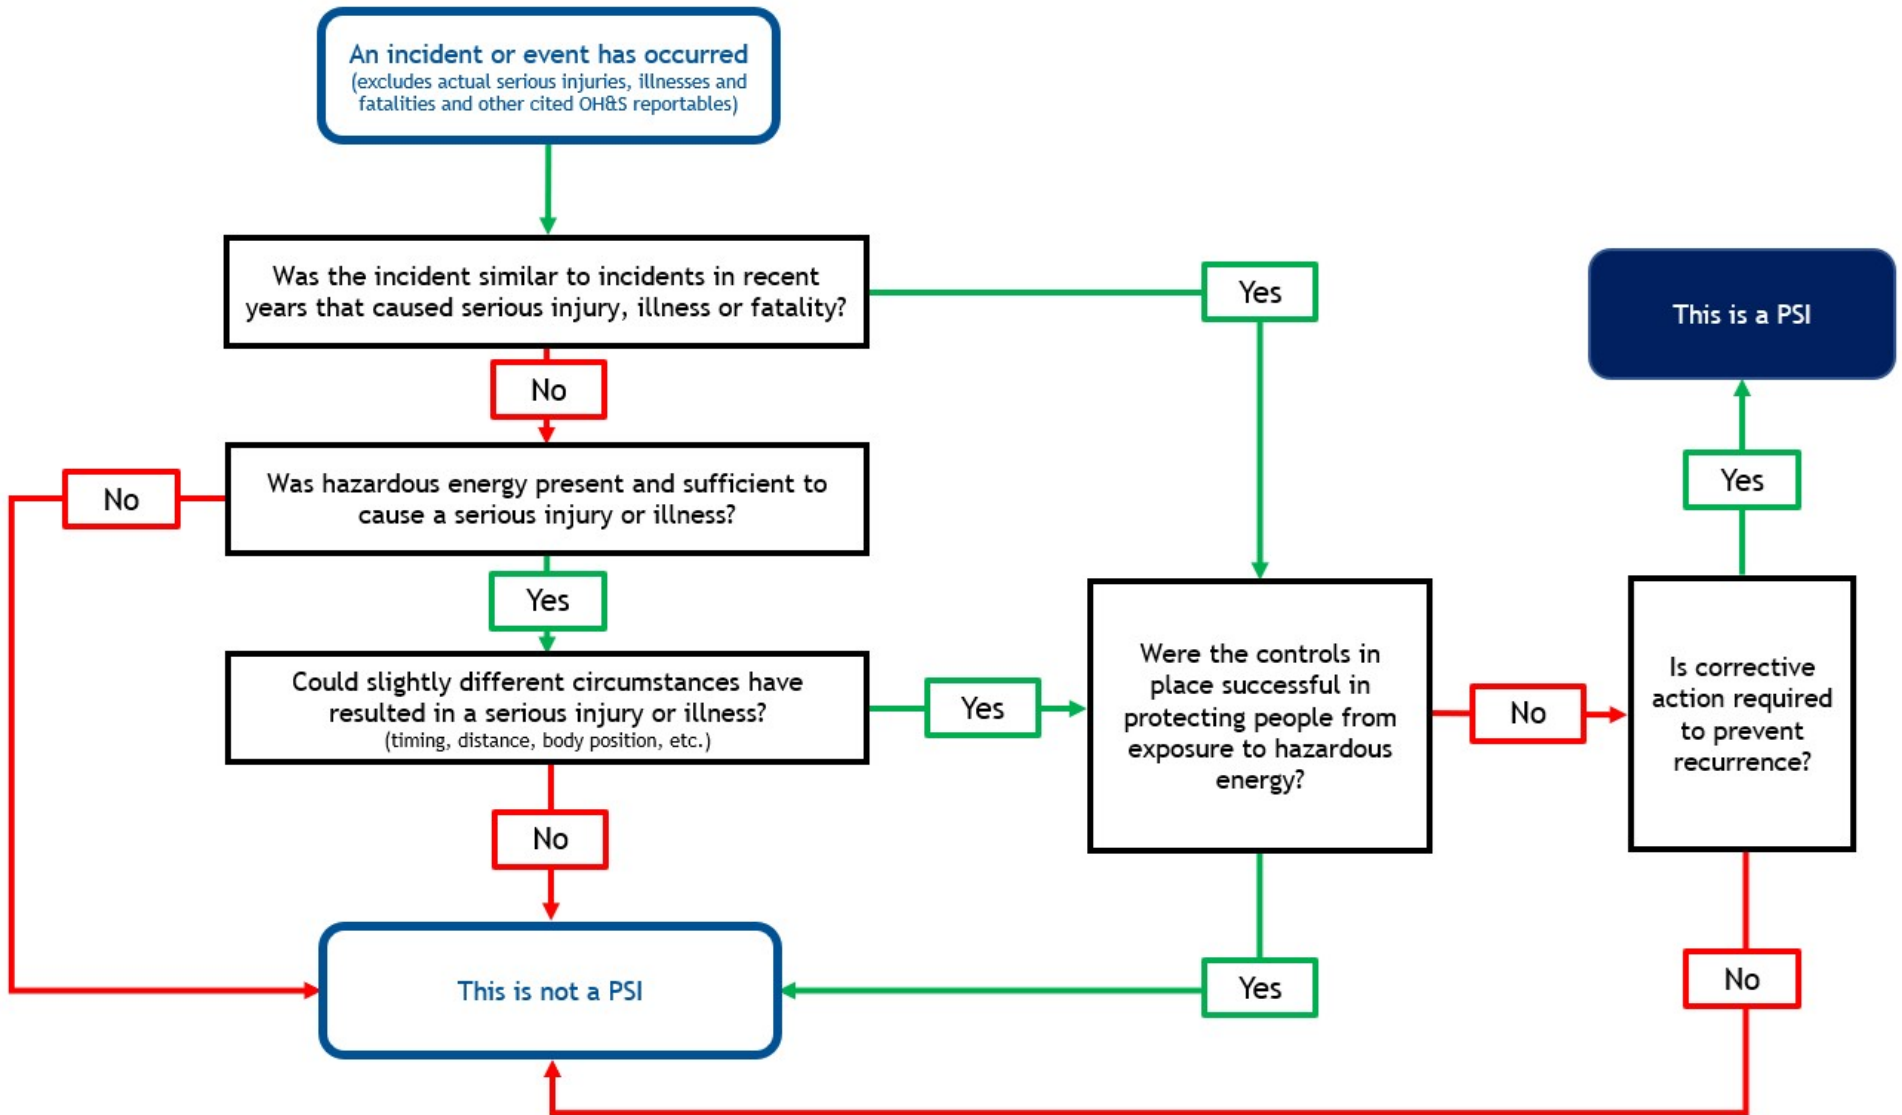 An incident or event has occurred
(excludes actual serious injuries, illnesses and
fatalities and other cited OH&S reportables)
Was the incident similar to incidents in recent
years that caused serious injury, illness or fatality?
Yes
This is a PSI
No
Yes
Was hazardous energy present and sufficient to
cause a serious injury or illness?
No
Yes
Could slightly different circumstances have
resulted in a serious injury or illness?
(timing, distance, body position, etc.)
Yes
Were the controls in
place successful in
protecting people from
exposure to hazardous
energy?
No
Is corrective
action required
to prevent
recurrence?
No
This is not a PSI
Yes
No